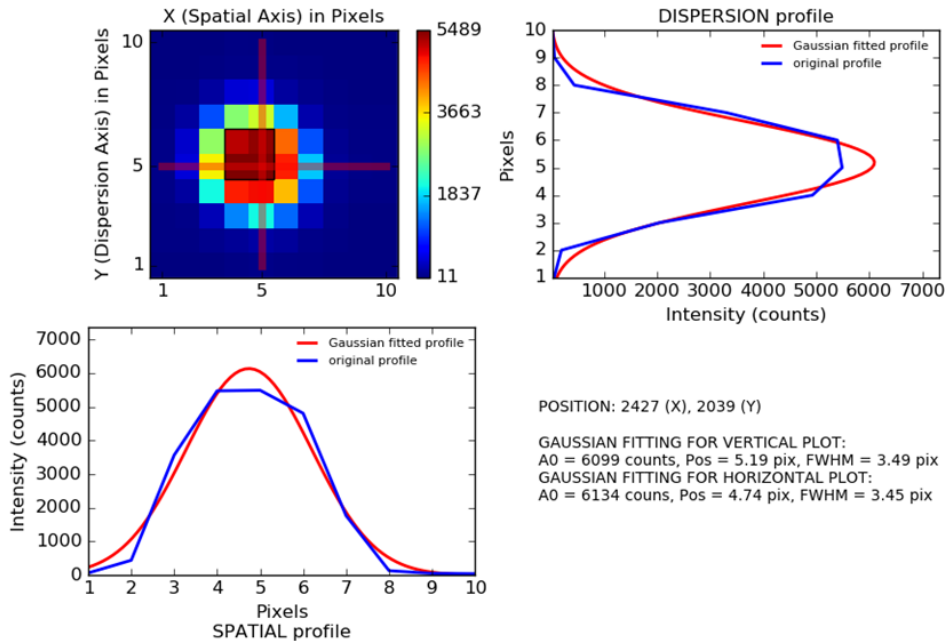 X (Spatial Axis) in Pixels
Y (Dispersion Axis) in Pixels
10
5
1
1
5
10
5489
3663
1837
11
DISPERSION profile
Gaussian fitted profile
original profile
Pixels
10
9
8
7
6
5
4
3
2
1
1000 2000 3000 4000 5000 6000 7000
Intensity (counts)
Gaussian fitted profile
original profile
Intensity (counts)
7000
6000
5000
4000
3000
2000
1000
0
1 2 3 4 5 6 7 8 9 10
Pixels
SPATIAL profile
POSITION: 2427 (X), 2039 (Y)
GAUSSIAN FITTING FOR VERTICAL PLOT:
A0 = 6099 counts, Pos = 5.19 pix, FWHM = 3.49 pix
GAUSSIAN FITTING FOR HORIZONTAL PLOT:
A0 = 6134 couns, Pos = 4.74 pix, FWHM = 3.45 pix